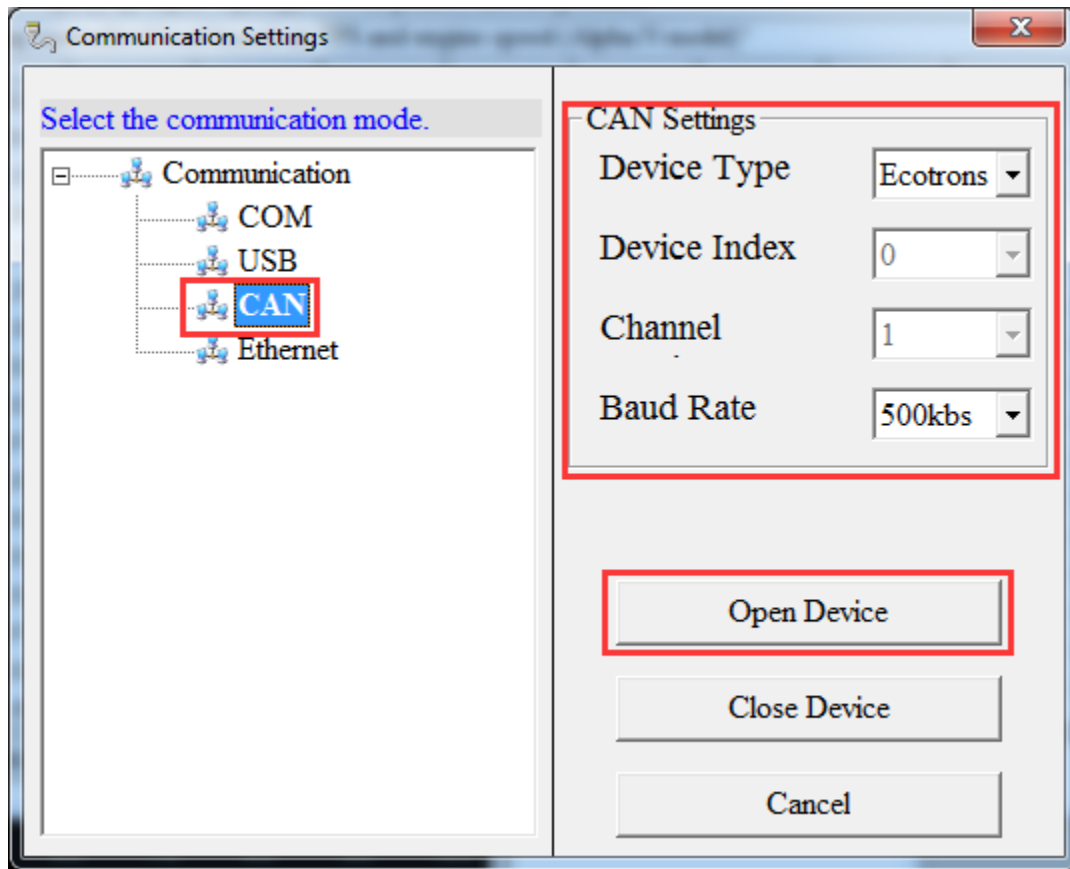 Communication Settings
Select the communication mode.
Communication
COM
USB
CAN
Ethernet
CAN Settings
Device Type
Ecotrons
Device Index
0
Channel
1
Baud Rate
500kbs
Open Device
Close Device
Cancel